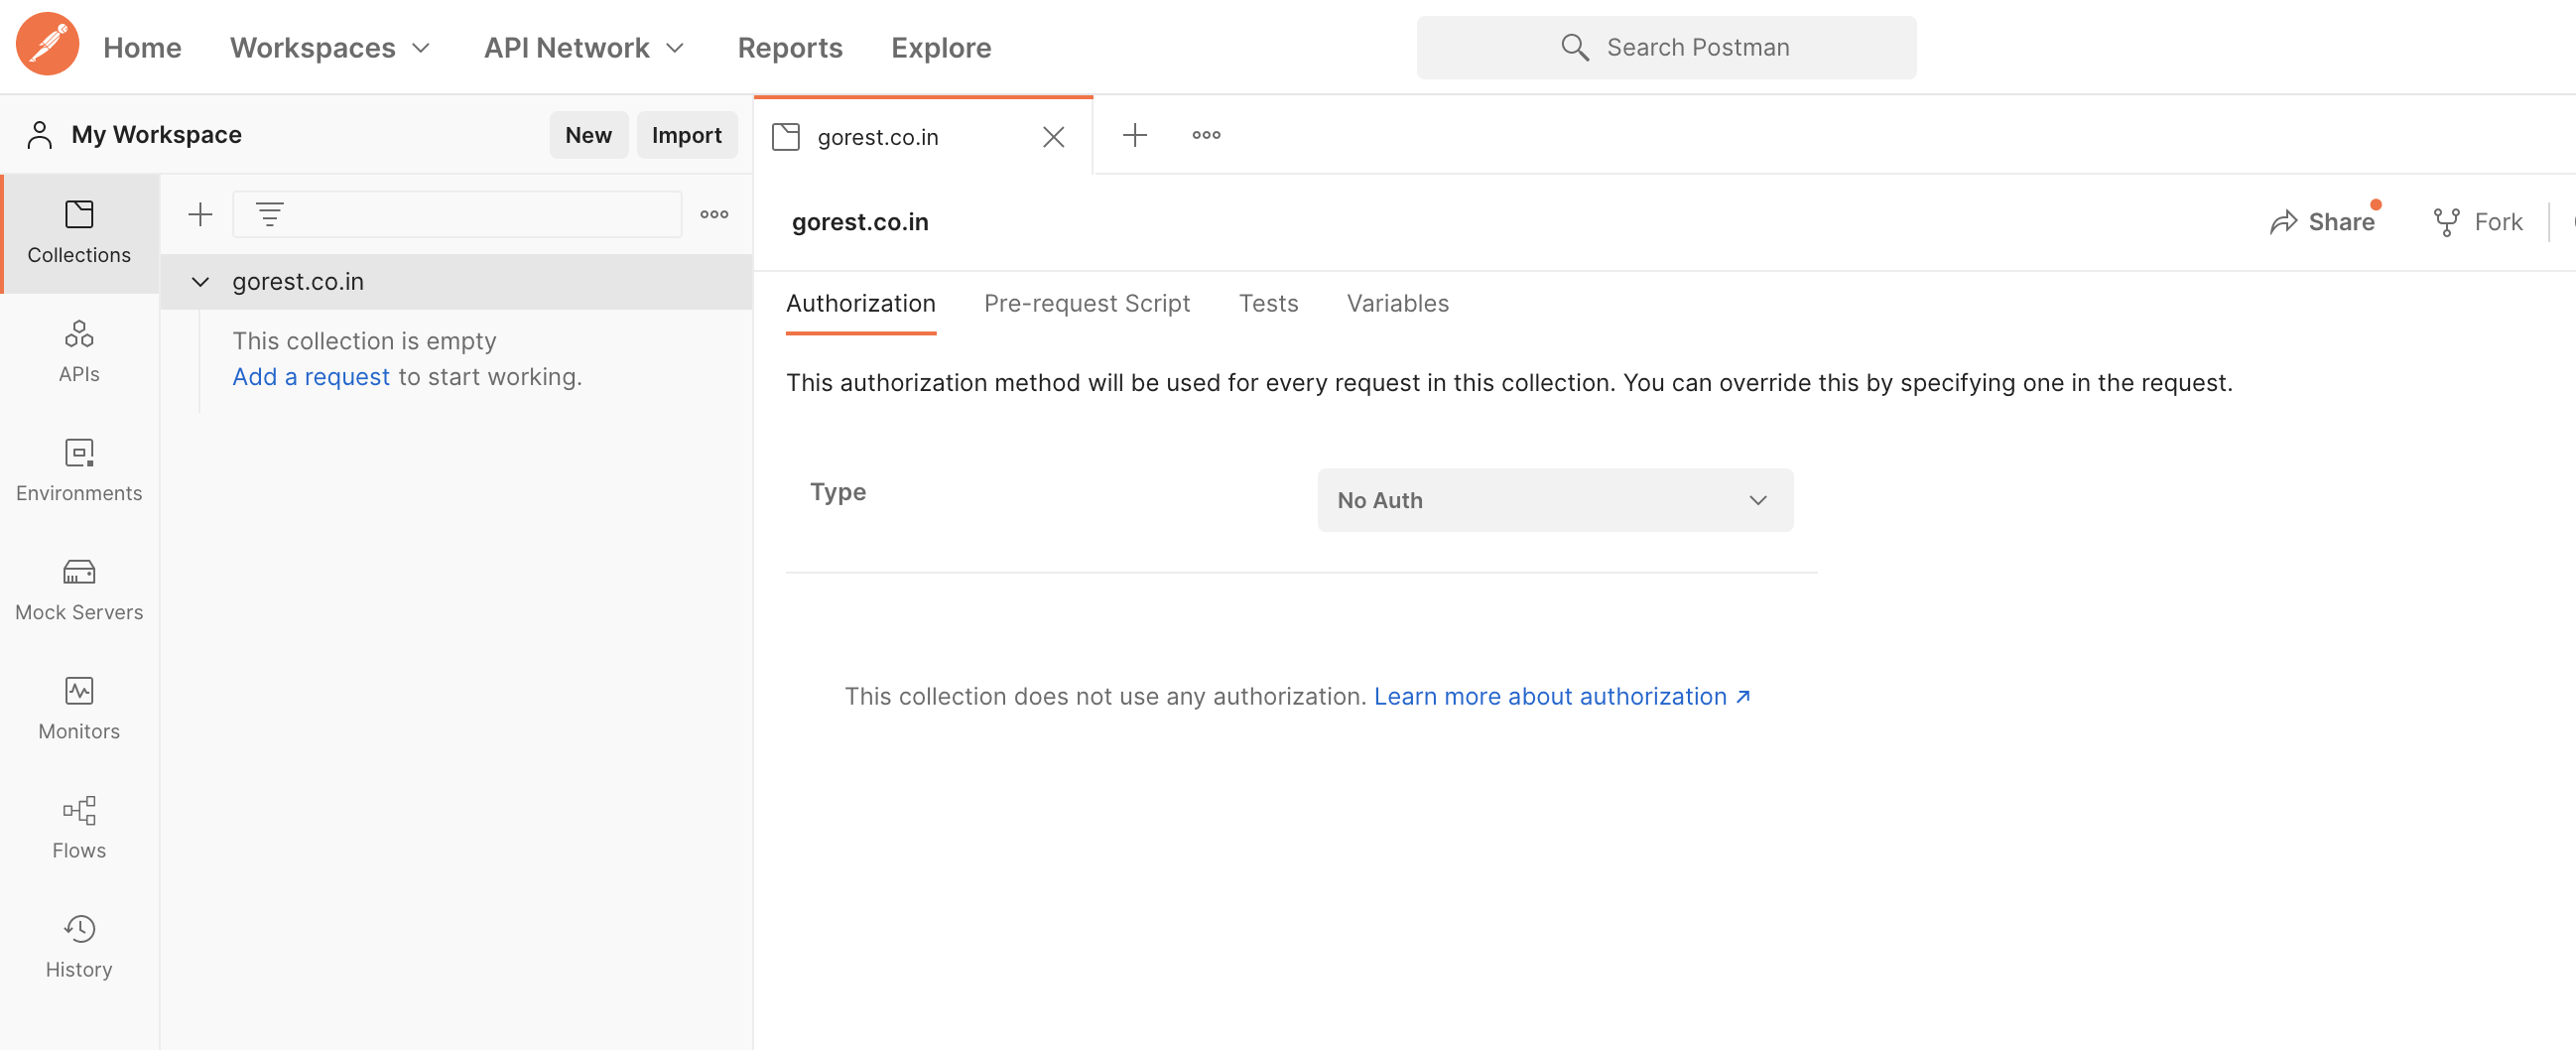 Home
Workspaces
API Network
Reports
Explore
Search Postman
My Workspace
New
Import
gorest.co.in
Collections
APIs
Environments
Mock Servers
Monitors
Flows
History
gorest.co.in
This collection is empty
Add a request to start working.
gorest.co.in
Share
Fork
Authorization
Pre-request Script
Tests
Variables
This authorization method will be used for every request in this collection. You can override this by specifying one in the request.
Type
No Auth
This collection does not use any authorization. Learn more about authorization ↗